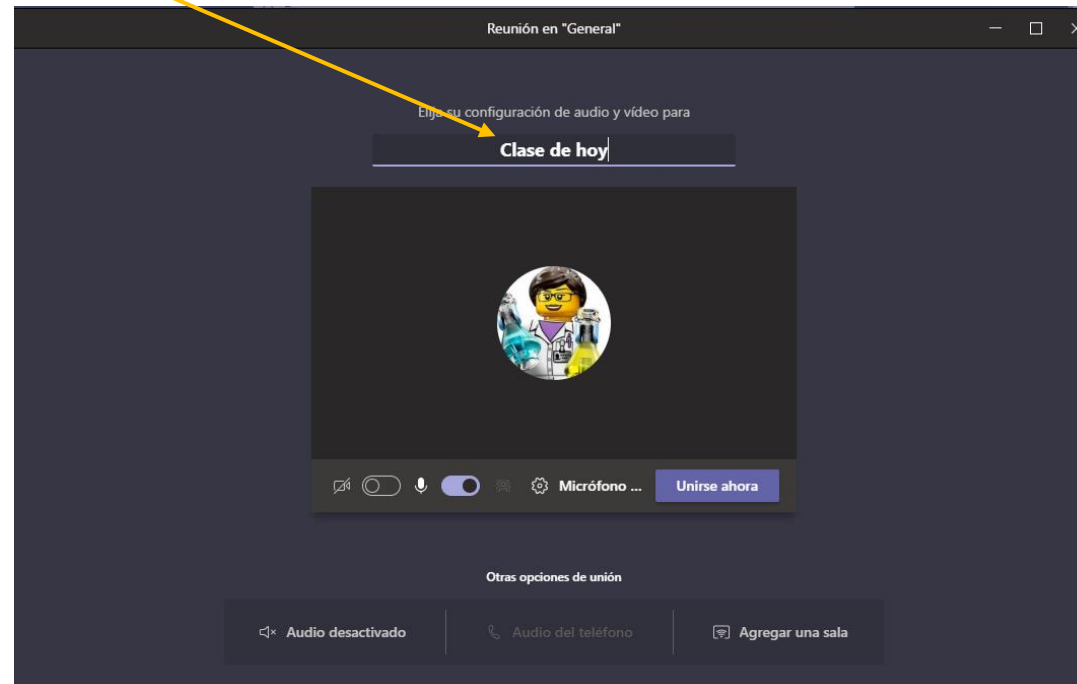 Reunión en "General"
Elija su configuración de audio y vídeo para
Clase de hoy
Micrófono ...
Unirse ahora
Otras opciones de unión
Audio desactivado
Audio del teléfono
Agregar una sala